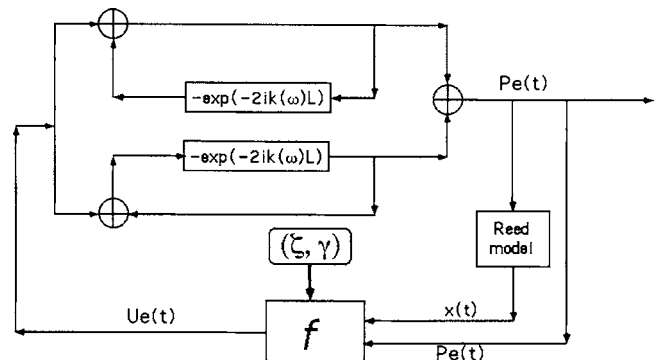 -exp(-2ik(ω)L)
Pe(t)
-exp(-2ik(ω)L)
Reed
model
(ζ, γ)
Ue(t)
f
x(t)
Pe(t)